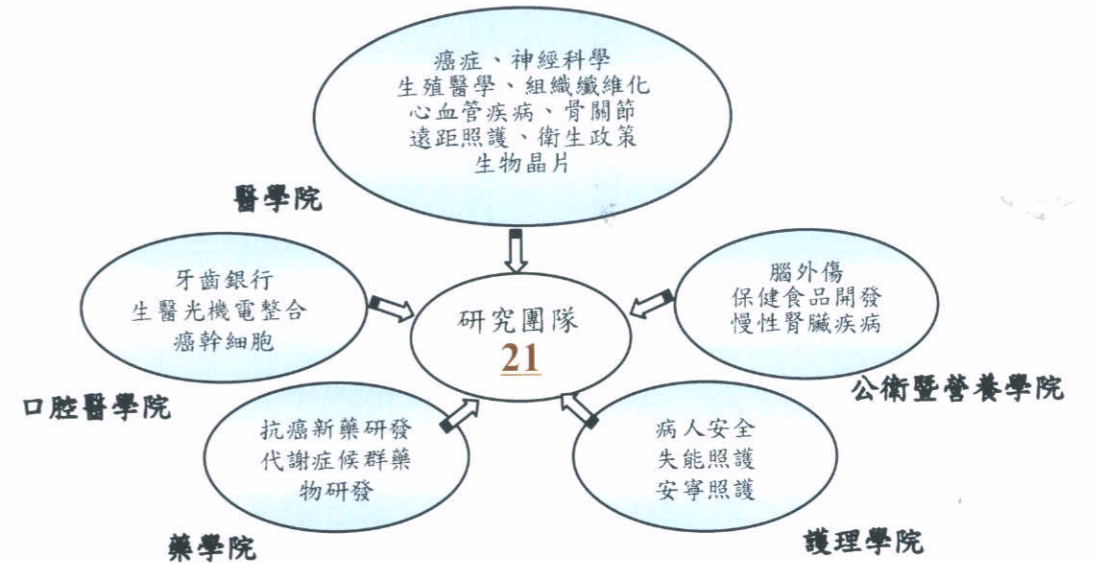 癌症、神經科學
生殖醫學、組織纖維化
心血管疾病、骨關節
遠距照護、衛生政策
生物晶片
醫學院
牙齒銀行
生醫光機電整合
癌幹細胞
口腔醫學院
研究團隊
21
腦外傷
保健食品開發
慢性腎臟疾病
公衛暨營養學院
抗癌新藥研發
代謝症候群藥
物研發
藥學院
病人安全
失能照護
安寧照護
護理學院